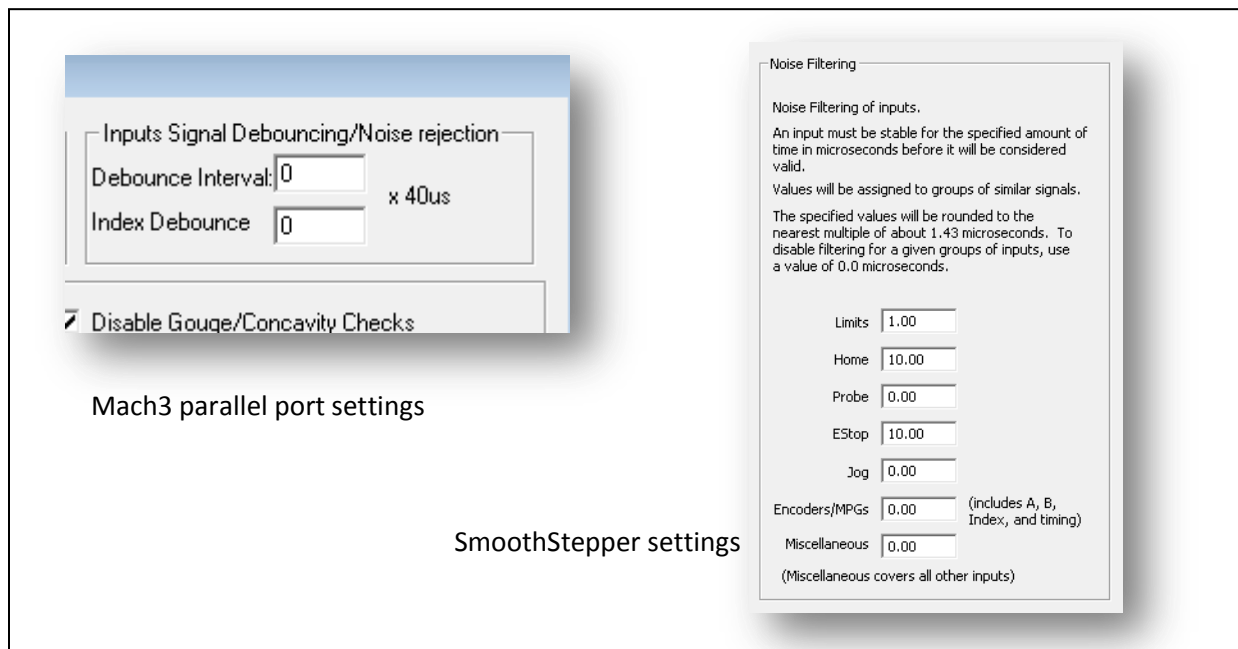 Inputs Signal Debouncing/Noise rejection
Debounce Interval: 0
x 40us
Index Debounce 0
Disable Gouge/Concavity Checks
Mach3 parallel port settings
Noise Filtering
Noise Filtering of inputs.
An input must be stable for the specified amount of
time in microseconds before it will be considered
valid.
Values will be assigned to groups of similar signals.
The specified values will be rounded to the
nearest multiple of about 1.43 microseconds. To
disable filtering for a given groups of inputs, use
a value of 0.0 microseconds.
Limits 1.00
Home 10.00
Probe 0.00
EStop 10.00
Jog 0.00
Encoders/MPGs 0.00 (includes A, B,
Index, and timing)
Miscellaneous 0.00
(Miscellaneous covers all other inputs)
SmoothStepper settings